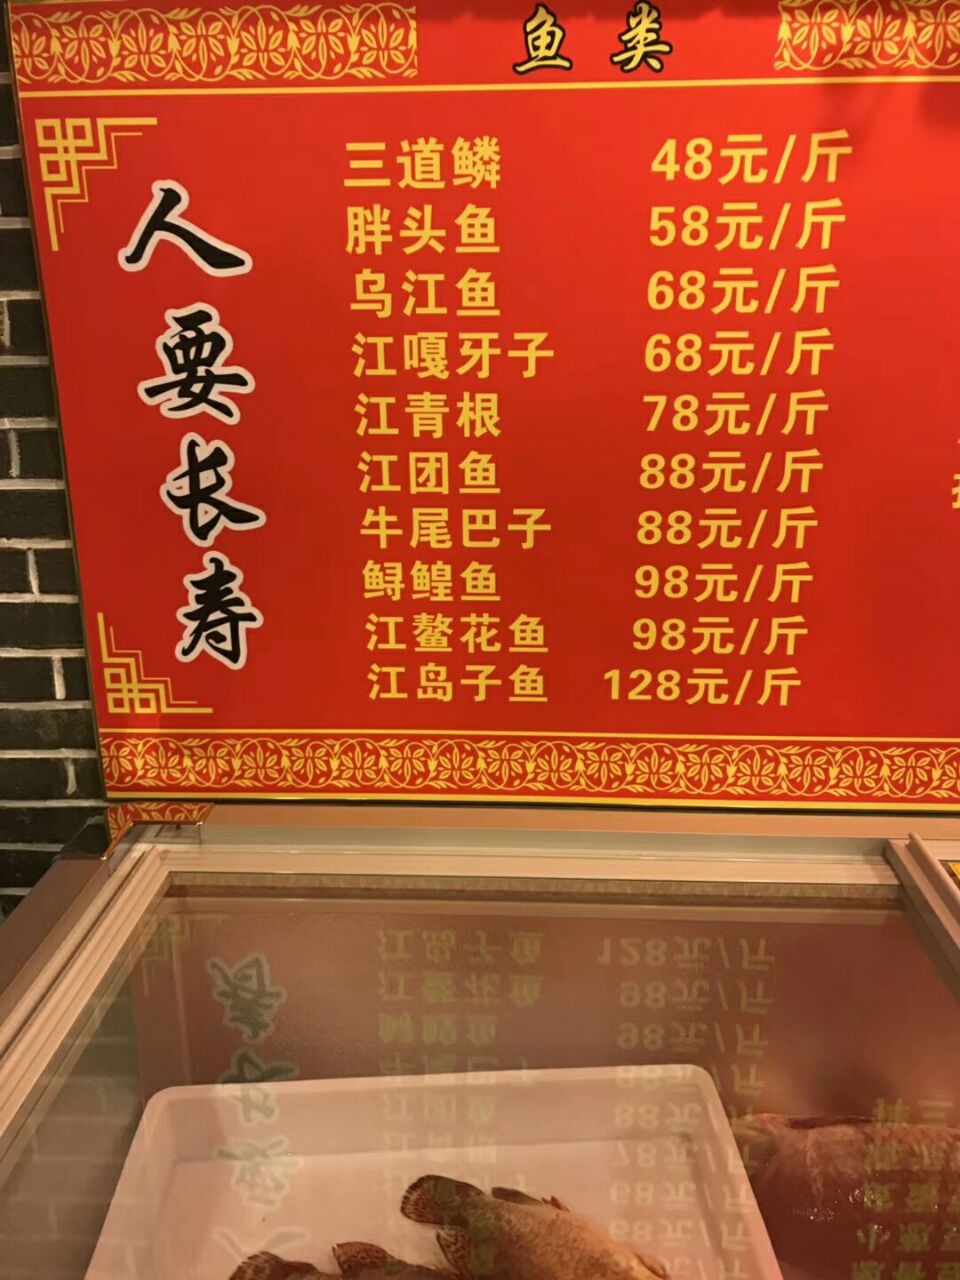 鱼类
人要长寿
三道鳞 48元/斤
胖头鱼 58元/斤
乌江鱼 68元/斤
江嘎牙子 68元/斤
江青根 78元/斤
江团鱼 88元/斤
牛尾巴子 88元/斤
鲟鳇鱼 98元/斤
江鳌花鱼 98元/斤
江岛子鱼 128元/斤